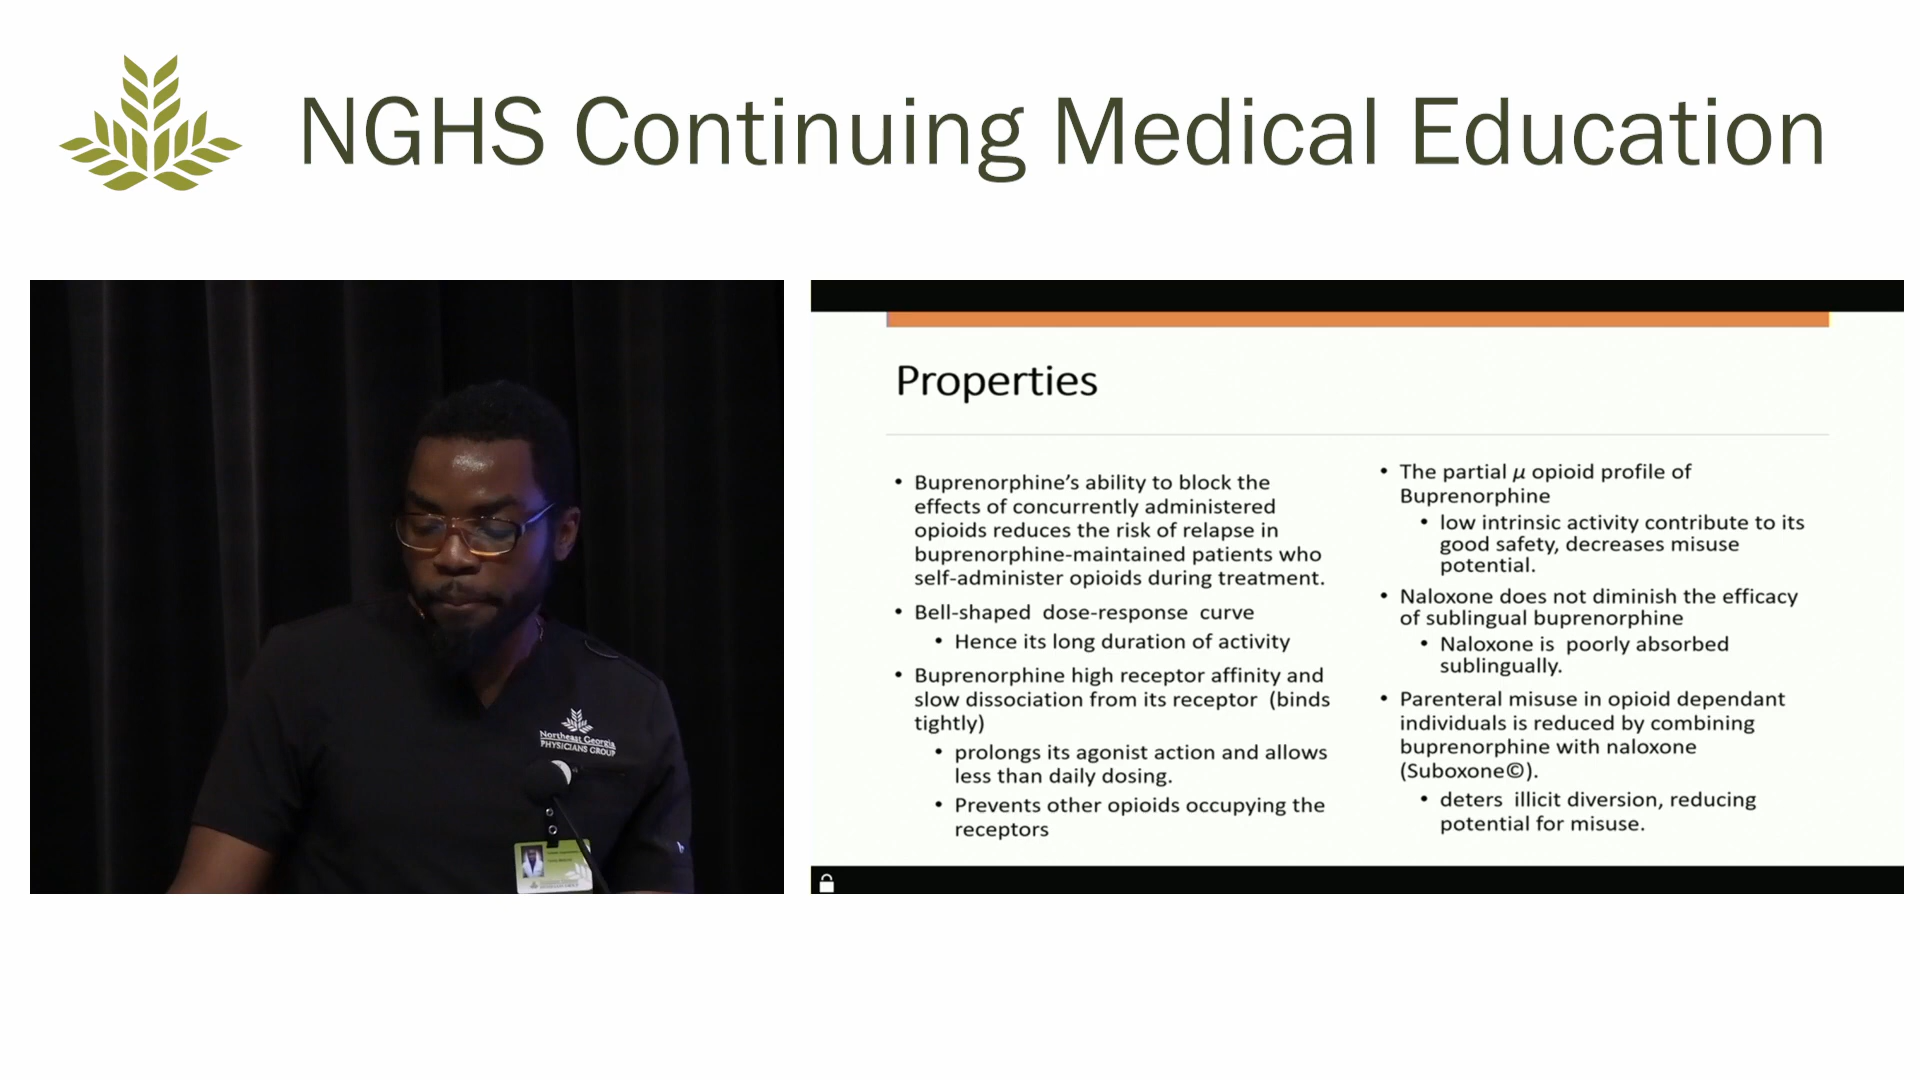 NGHS Continuing Medical Education
Northeast Georgia
PHYSICIANS GROUP
Properties
• Buprenorphine’s ability to block the
effects of concurrently administered
opioids reduces the risk of relapse in
buprenorphine-maintained patients who
self-administer opioids during treatment.
• Bell-shaped dose-response curve
• Hence its long duration of activity
• Buprenorphine high receptor affinity and
slow dissociation from its receptor (binds
tightly)
• prolongs its agonist action and allows
less than daily dosing.
• Prevents other opioids occupying the
receptors
• The partial μ opioid profile of
Buprenorphine
• low intrinsic activity contribute to its
good safety, decreases misuse
potential.
• Naloxone does not diminish the efficacy
of sublingual buprenorphine
• Naloxone is poorly absorbed
sublingually.
• Parenteral misuse in opioid dependant
individuals is reduced by combining
buprenorphine with naloxone
(Suboxone©).
• deters illicit diversion, reducing
potential for misuse.